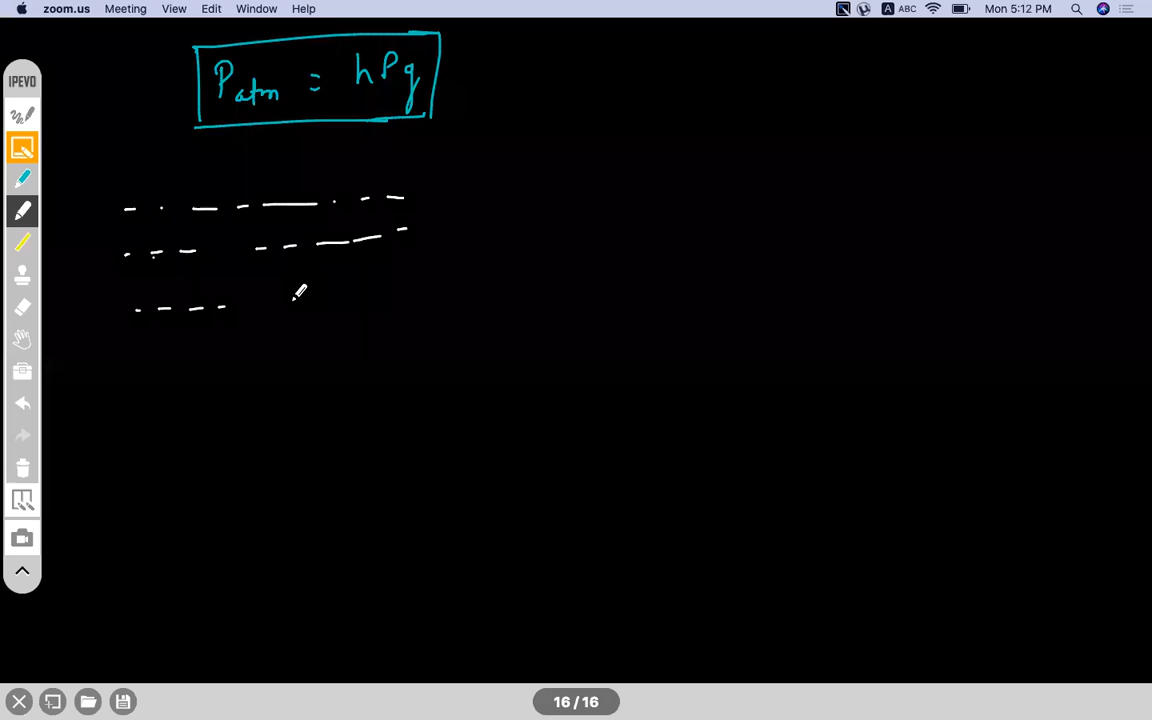 zoom.us Meeting View Edit Window Help A ABC Mon 5:12 PM
IPEVO
Patm = hρg
16 / 16